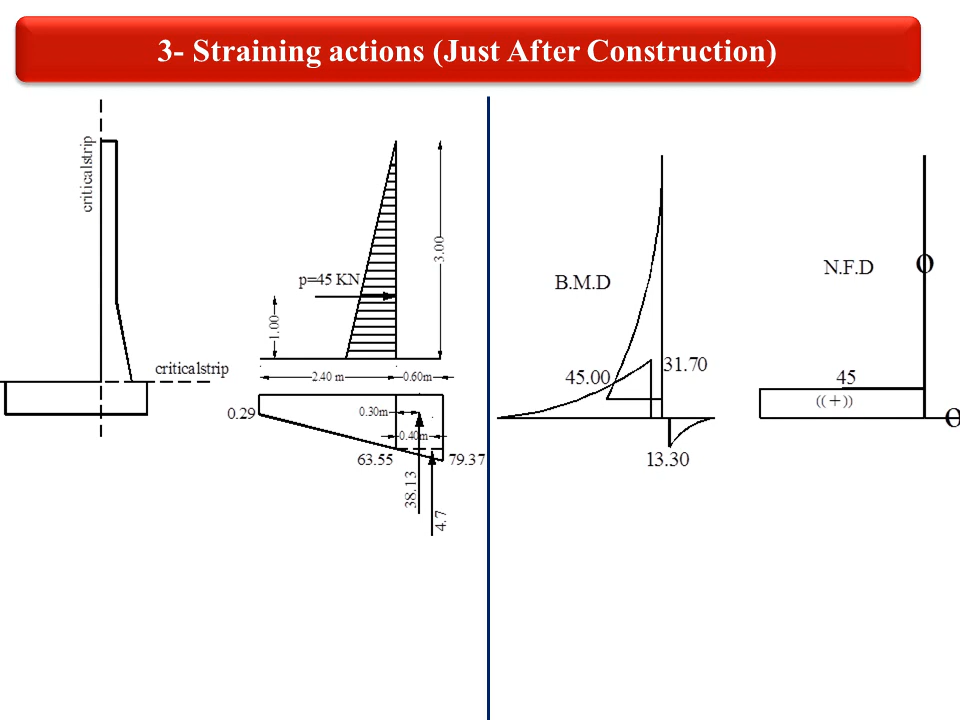 3- Straining actions (Just After Construction)
criticalstrip
criticalstrip
p=45 KN
3.00
1.00
2.40 m
0.60m
0.29
0.30m
0.40m
63.55
79.37
38.13
4.7
B.M.D
45.00
31.70
13.30
N.F.D
O
45
((+))
O